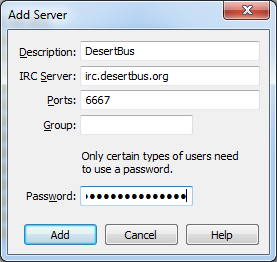 Add Server
Description: DesertBus
IRC Server: irc.desertbus.org
Ports: 6667
Group:
Only certain types of users need
to use a password.
Password: ●●●●●●●●●●●●●●
Add Cancel Help